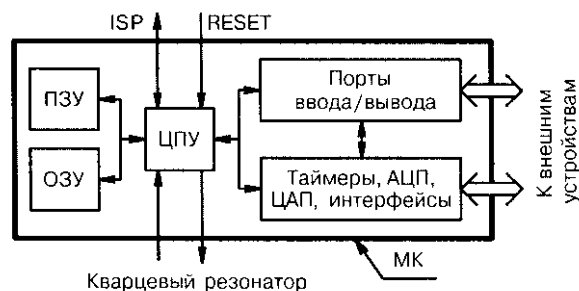 ISP
RESET
ПЗУ
ОЗУ
ЦПУ
Порты
ввода/вывода
Таймеры, АЦП,
ЦАП, интерфейсы
К внешним
устройствам
Кварцевый резонатор
МК